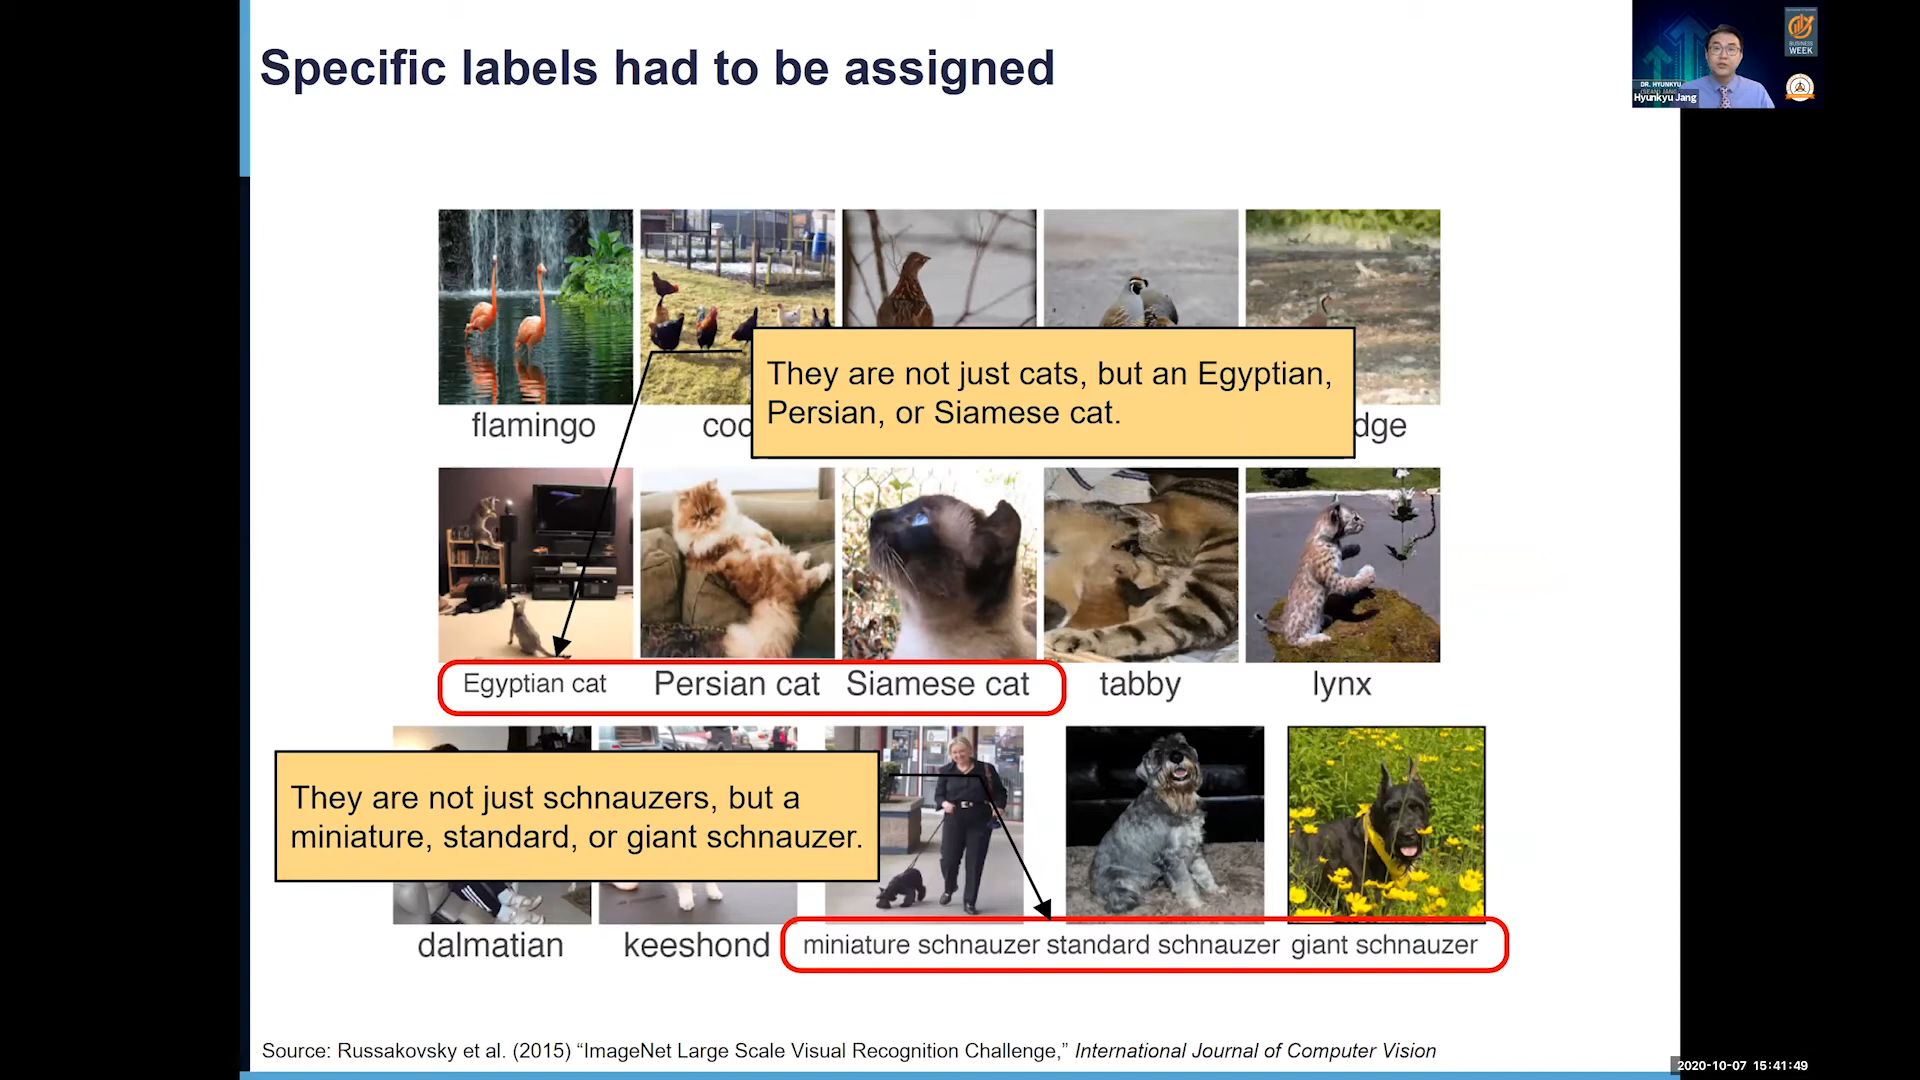 Specific labels had to be assigned
DR. HYUNKYU
Hyunkyu Jang
BUSINESS
WEEK
They are not just cats, but an Egyptian,
Persian, or Siamese cat.
flamingo
Egyptian cat Persian cat Siamese cat tabby lynx
They are not just schnauzers, but a
miniature, standard, or giant schnauzer.
dalmatian keeshond miniature schnauzer standard schnauzer giant schnauzer
Source: Russakovsky et al. (2015) “ImageNet Large Scale Visual Recognition Challenge,” International Journal of Computer Vision
2020-10-07 15:41:49